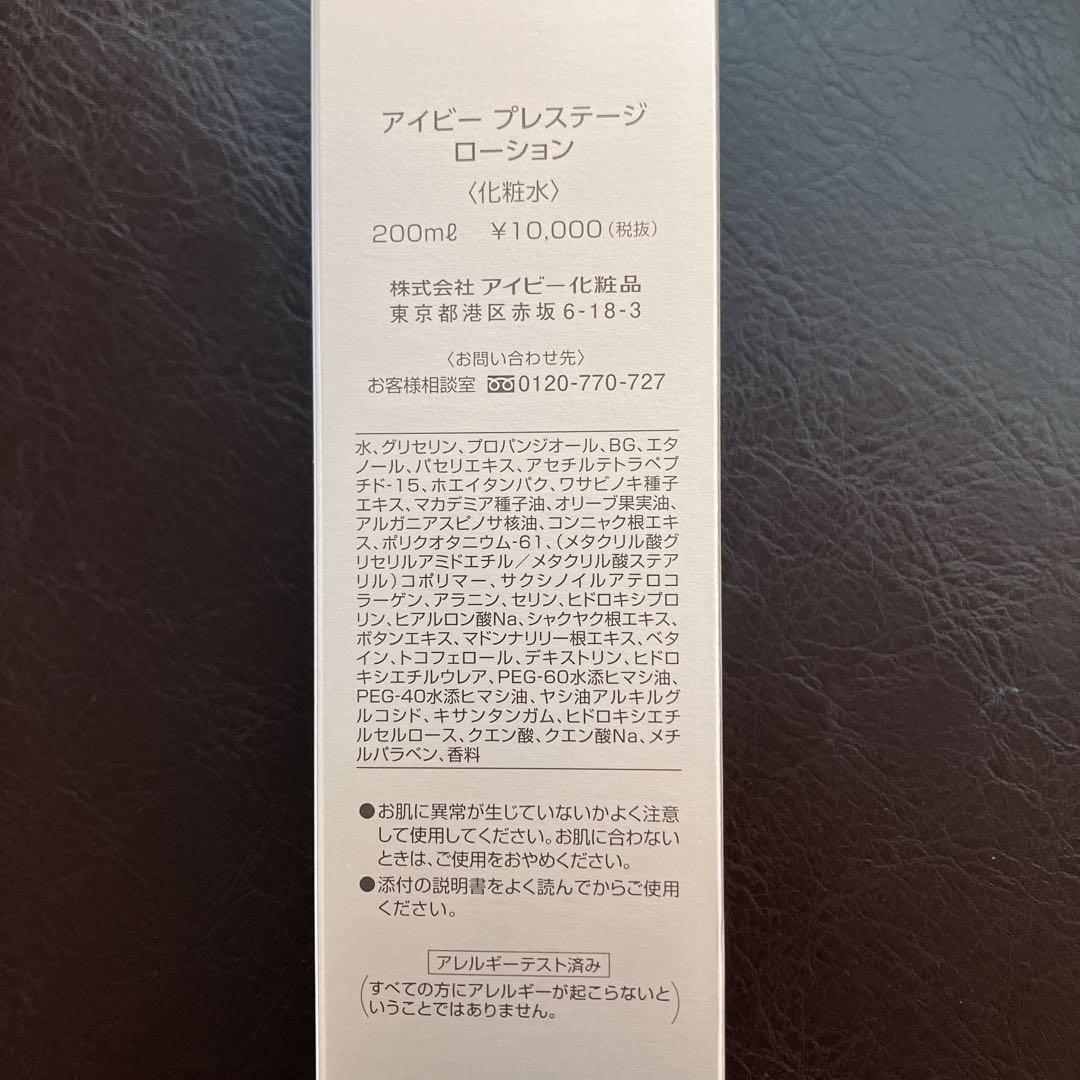 アイビー プレステージ
ローション
〈化粧水〉
200mℓ ￥10,000(税抜)
株式会社 アイビー化粧品
東京都港区赤坂6-18-3
〈お問い合わせ先〉
お客様相談室 0120-770-727
水、グリセリン、プロパンジオール、BG、エタ
ノール、パセリエキス、アセチルテトラペプ
チド-15、ホエイタンパク、ワサビノキ種子
エキス、マカデミア種子油、オリーブ果実油、
アルガニアスピノサ核油、コンニャク根エキ
ス、ポリクオタニウム-61、(メタクリル酸グ
リセリルアミドエチル／メタクリル酸ステア
リル)コポリマー、サクシノイルアテロコ
ラーゲン、アラニン、セリン、ヒドロキシプロ
リン、ヒアルロン酸Na、シャクヤク根エキス、
ボタンエキス、マドンナリリー根エキス、ベタ
イン、トコフェロール、デキストリン、ヒドロ
キシエチルウレア、PEG-60水添ヒマシ油、
PEG-40水添ヒマシ油、ヤシ油アルキルグ
ルコシド、キサンタンガム、ヒドロキシエチ
ルセルロース、クエン酸、クエン酸Na、メチ
ルパラベン、香料
●お肌に異常が生じていないかよく注意
して使用してください。お肌に合わない
ときは、ご使用をおやめください。
●添付の説明書をよく読んでからご使用
ください。
アレルギーテスト済み
(すべての方にアレルギーが起こらないと
いうことではありません。)